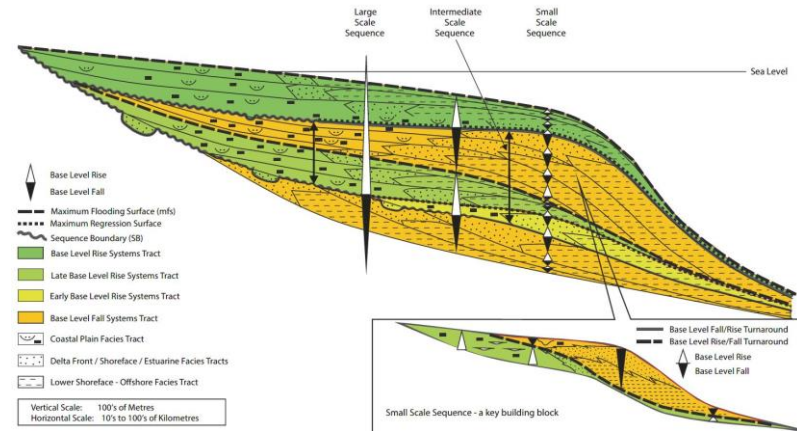 Large
Scale
Sequence
Intermediate
Scale
Sequence
Small
Scale
Sequence
Sea Level
Base Level Rise
Base Level Fall
Maximum Flooding Surface (mfs)
Maximum Regression Surface
Sequence Boundary (SB)
Base Level Rise Systems Tract
Late Base Level Rise Systems Tract
Early Base Level Rise Systems Tract
Base Level Fall Systems Tract
Coastal Plain Facies Tract
Delta Front / Shoreface / Estuarine Facies Tracts
Lower Shoreface - Offshore Facies Tract
Vertical Scale: 100's of Metres
Horizontal Scale: 10's to 100's of Kilometres
Base Level Fall/Rise Turnaround
Base Level Rise/Fall Turnaround
Base Level Rise
Base Level Fall
Small Scale Sequence - a key building block